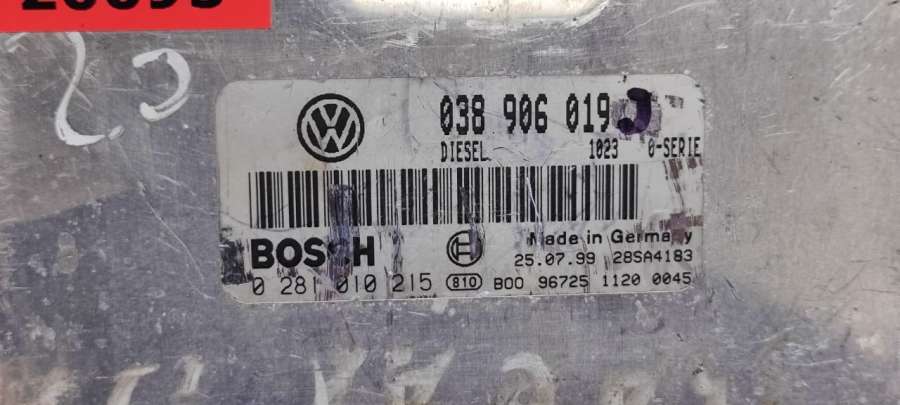 038 906 019 J
DIESEL 1023 0-SERIE
BOSCH
Made in Germany
25.07.99 28SA4183
0 281 010 215 810 B00 96725 1120 0045